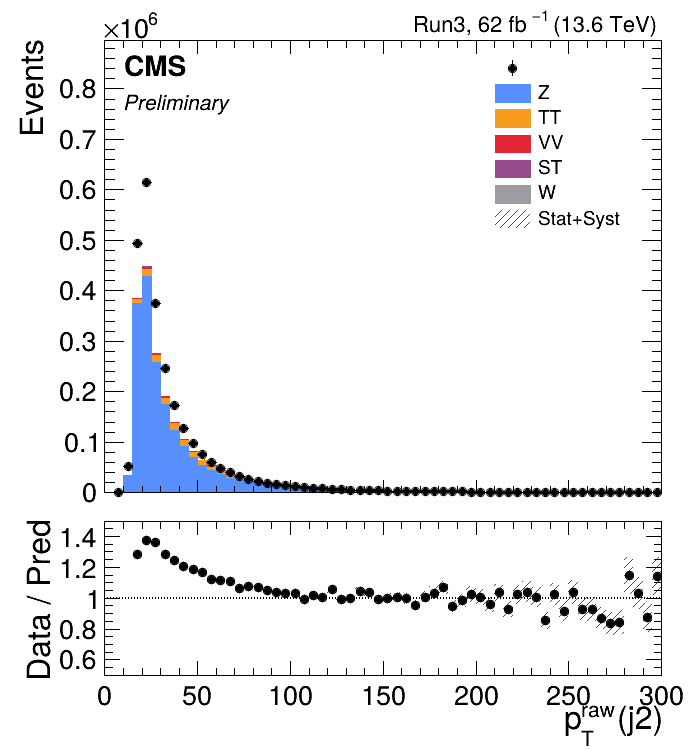 ×10⁶
Run3, 62 fb⁻¹ (13.6 TeV)
CMS
Preliminary
Events
Z
TT
VV
ST
W
Stat+Syst
0.8
0.7
0.6
0.5
0.4
0.3
0.2
0.1
0
Data / Pred
1.4
1.2
1
0.8
0.6
0 50 100 150 200 250 300
p_T^raw(j2)